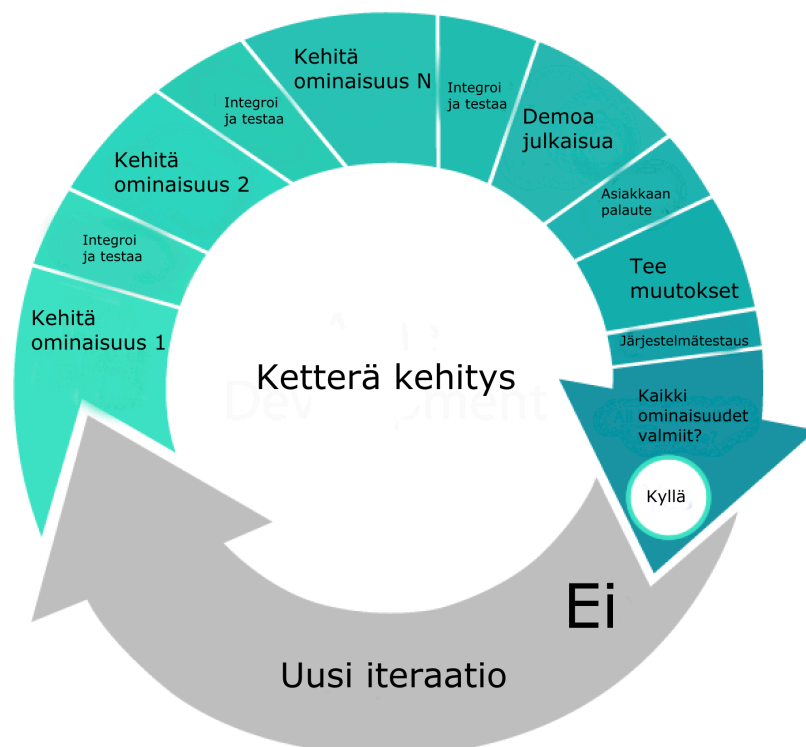 Kehitä
ominaisuus 1
Integroi
ja testaa
Kehitä
ominaisuus 2
Integroi
ja testaa
Kehitä
ominaisuus N
Integroi
ja testaa
Demoa
julkaisua
Asiakkaan
palaute
Tee
muutokset
Järjestelmätestaus
Kaikki
ominaisuudet
valmiit?
Kyllä
Ei
Uusi iteraatio
Ketterä kehitys